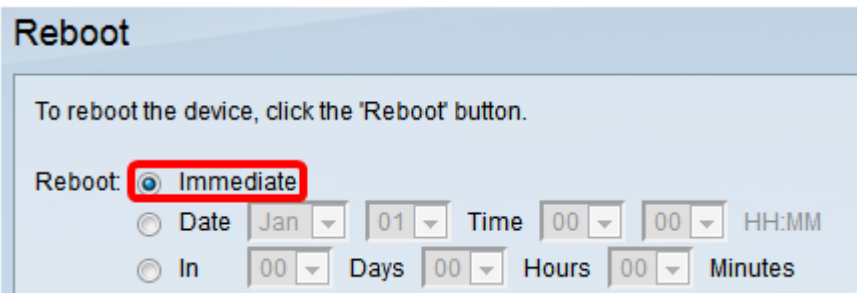 Reboot
To reboot the device, click the 'Reboot' button.
Reboot: Immediate
Date Jan 01 Time 00 00 HH:MM
In 00 Days 00 Hours 00 Minutes